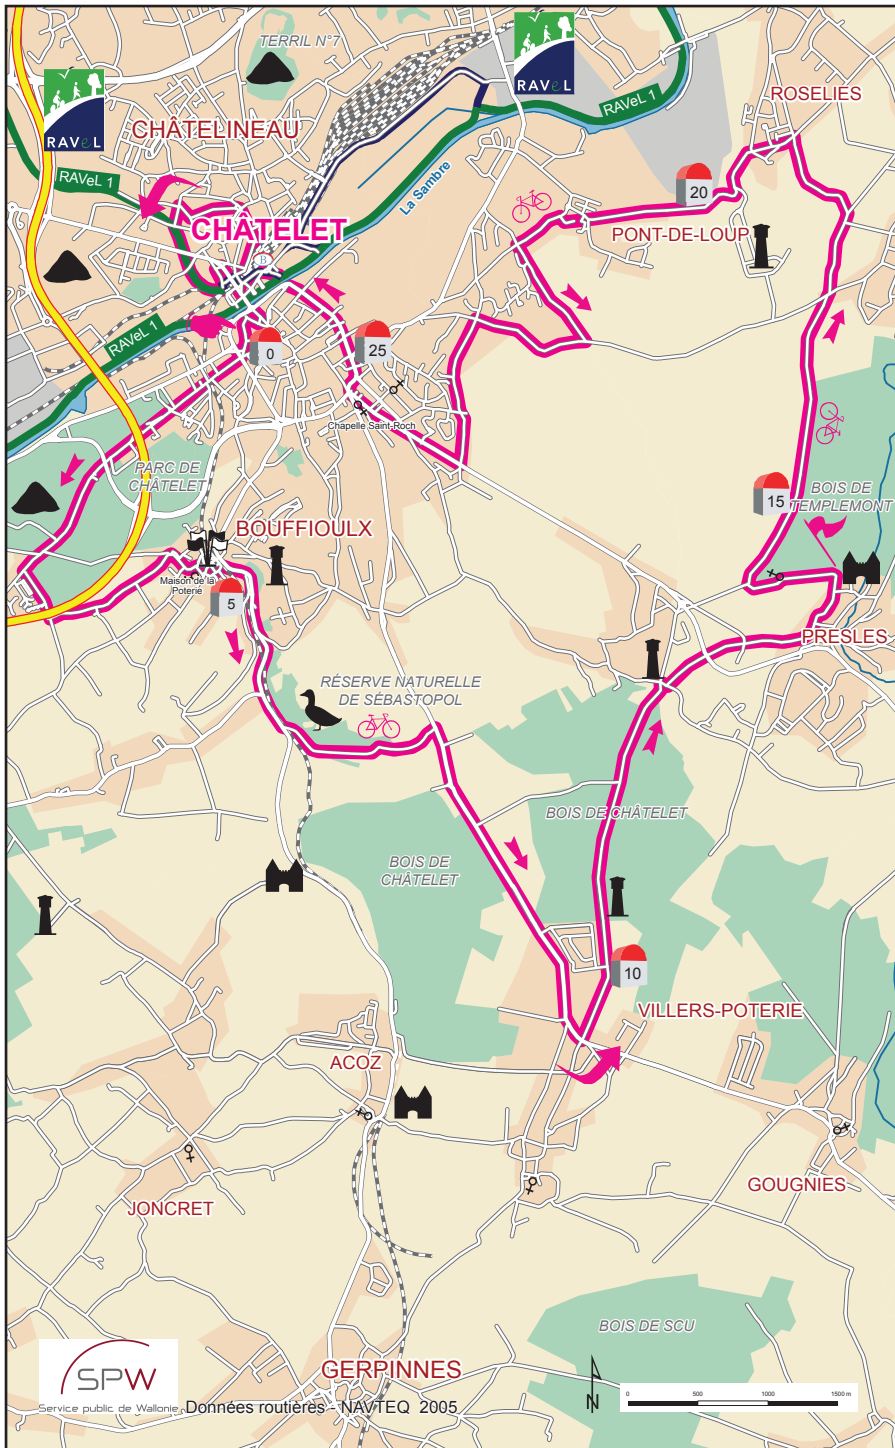 TERRIL N°7
RAVeL
RAVeL
CHÂTELINEAU
RAVeL 1
RAVeL 1
ROSELIES
La Sambre
20
CHÂTELET
PONT-DE-LOUP
B
RAVeL 1
0
25
Chapelle Saint-Roch
PARC DE
CHÂTELET
BOIS DE
TEMPLEMONT
15
BOUFFIOULX
Maison de la
Poterie
5
PRESLES
RÉSERVE NATURELLE
DE SÉBASTOPOL
BOIS DE CHÂTELET
BOIS DE
CHÂTELET
10
VILLERS-POTERIE
ACOZ
GOUGNIES
JONCRET
BOIS DE SCU
GERPINNES
SPW
Service public de Wallonie
Données routières - NAVTEQ 2005
N
0 500 1000 1500 m